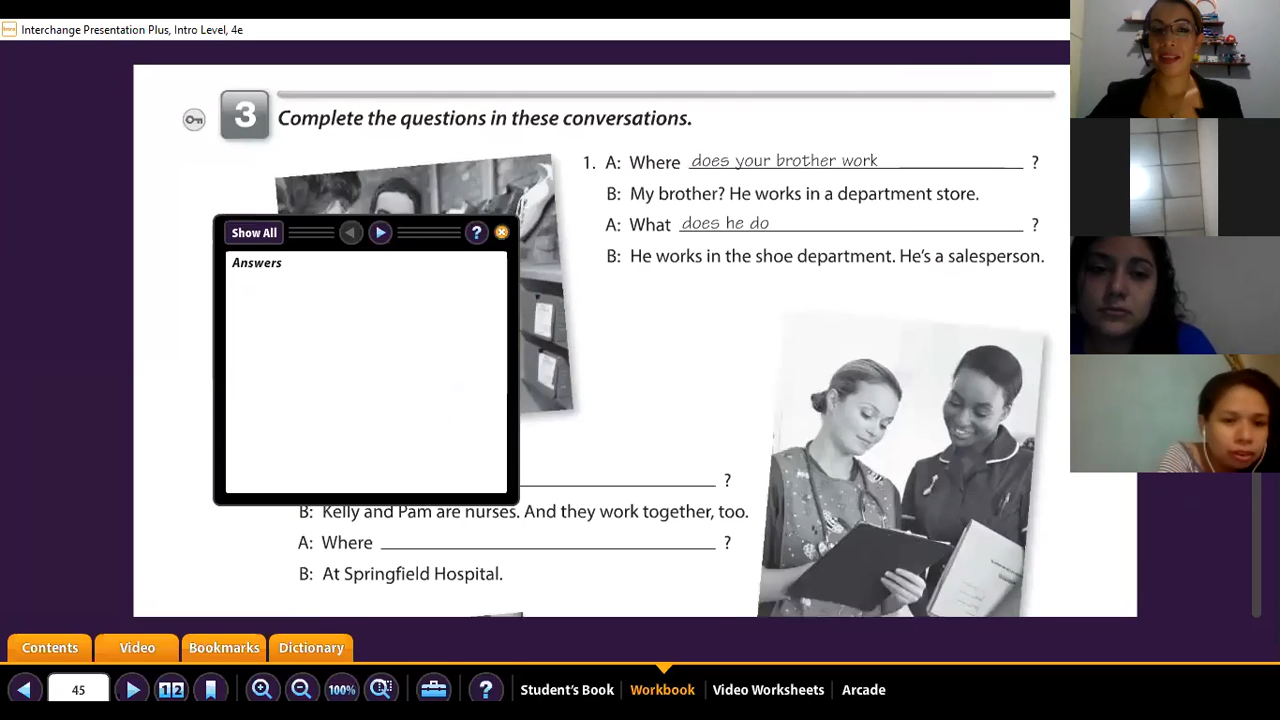 Interchange Presentation Plus, Intro Level, 4e
3 Complete the questions in these conversations.
1. A: Where does your brother work ?
B: My brother? He works in a department store.
A: What does he do ?
B: He works in the shoe department. He's a salesperson.
Show All ?
Answers
?
B: Kelly and Pam are nurses. And they work together, too.
A: Where ?
B: At Springfield Hospital.
Contents Video Bookmarks Dictionary
45 12 100% ? Student's Book Workbook Video Worksheets Arcade